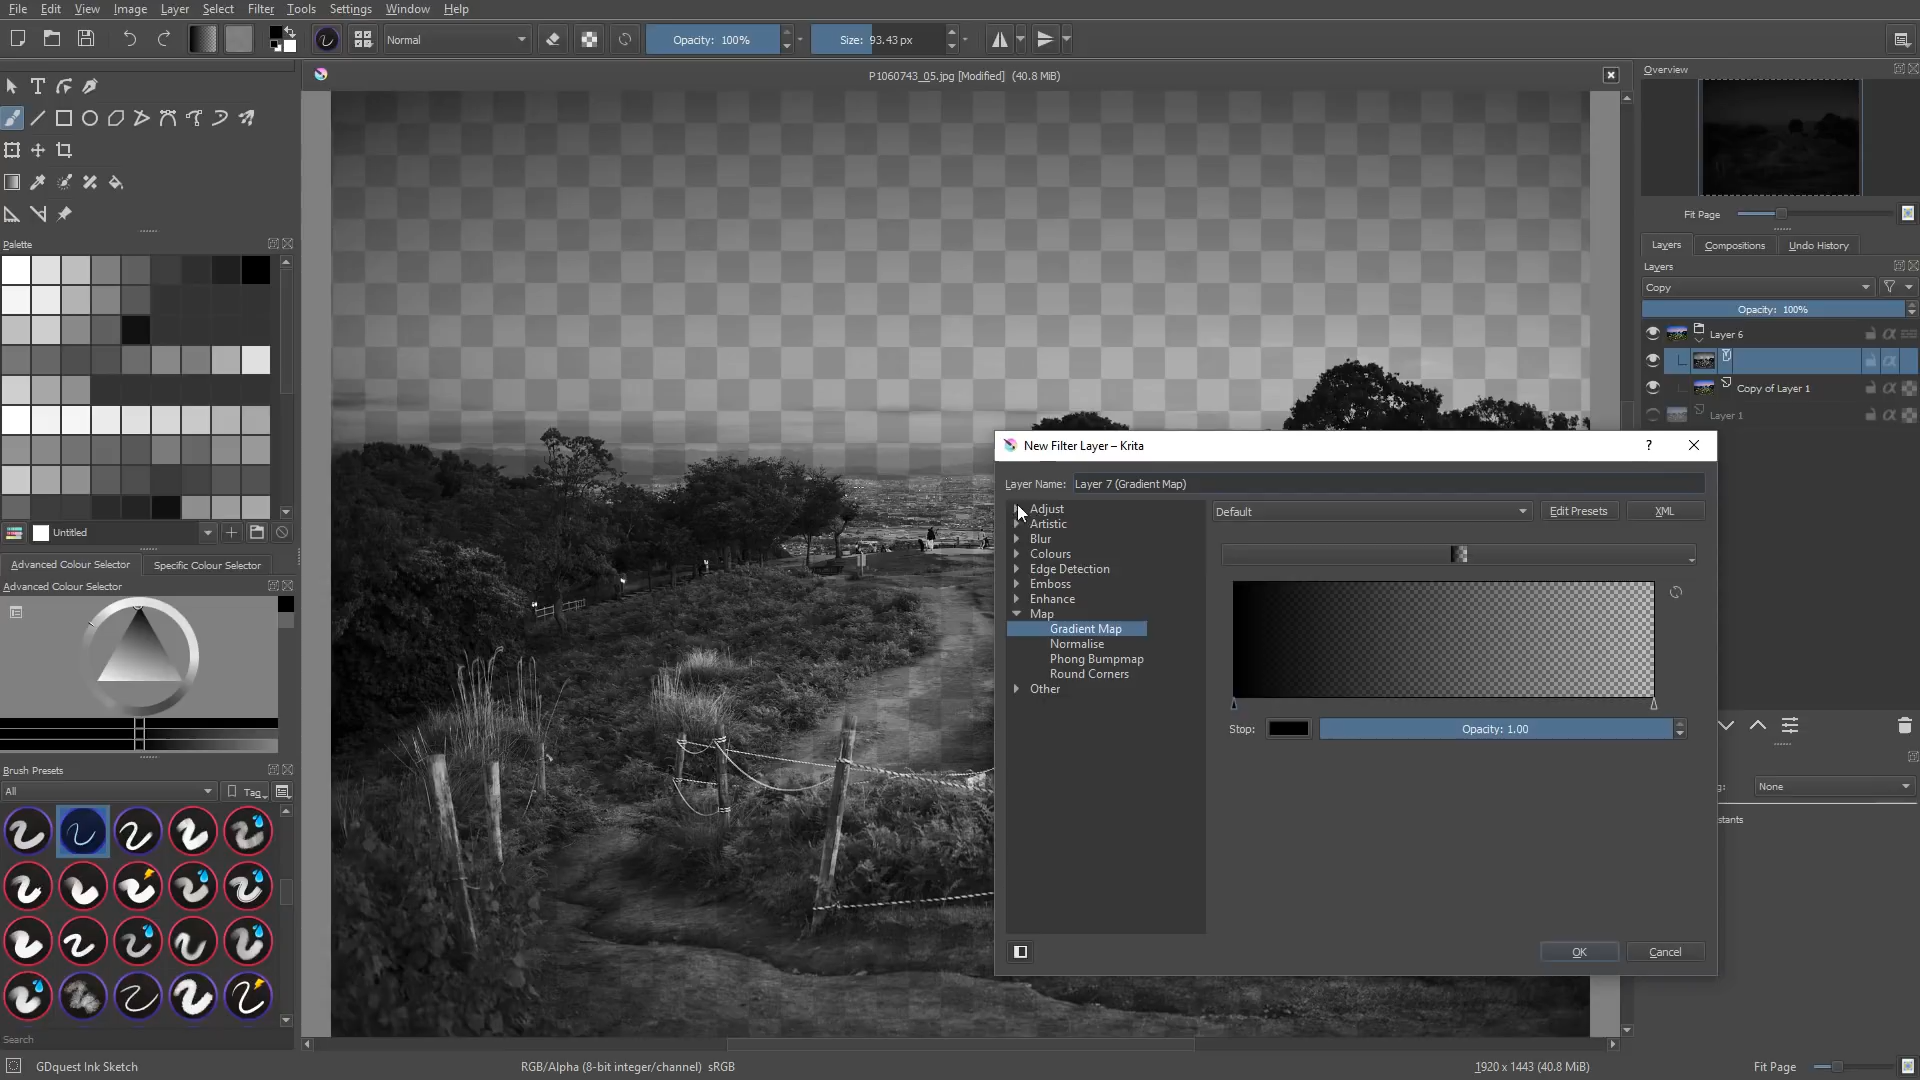 File Edit View Image Layer Select Filter Tools Settings Window Help
Normal
Opacity: 100%
Size: 93.43 px
P1060743_05.jpg [Modified] (40.8 MiB)
Overview
Fit Page
Palette
Layers Compositions Undo History
Layers
Copy
Opacity: 100%
Layer 6
Copy of Layer 1
Layer 1
New Filter Layer – Krita
?
Layer Name: Layer 7 (Gradient Map)
Adjust
Artistic
Blur
Colours
Edge Detection
Emboss
Enhance
Map
Gradient Map
Normalise
Phong Bumpmap
Round Corners
Other
Default
Edit Presets
XML
Stop:
Opacity: 1.00
OK
Cancel
Untitled
Advanced Colour Selector Specific Colour Selector
Advanced Colour Selector
Brush Presets
All
Tag
Search
None
stants
GDquest Ink Sketch
RGB/Alpha (8-bit integer/channel) sRGB
1920 x 1443 (40.8 MiB)
Fit Page